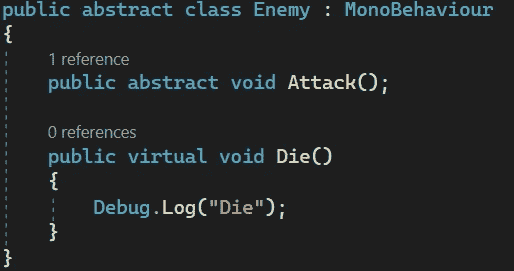 public abstract class Enemy : MonoBehaviour
{
1 reference
public abstract void Attack();
0 references
public virtual void Die()
{
Debug.Log("Die");
}
}